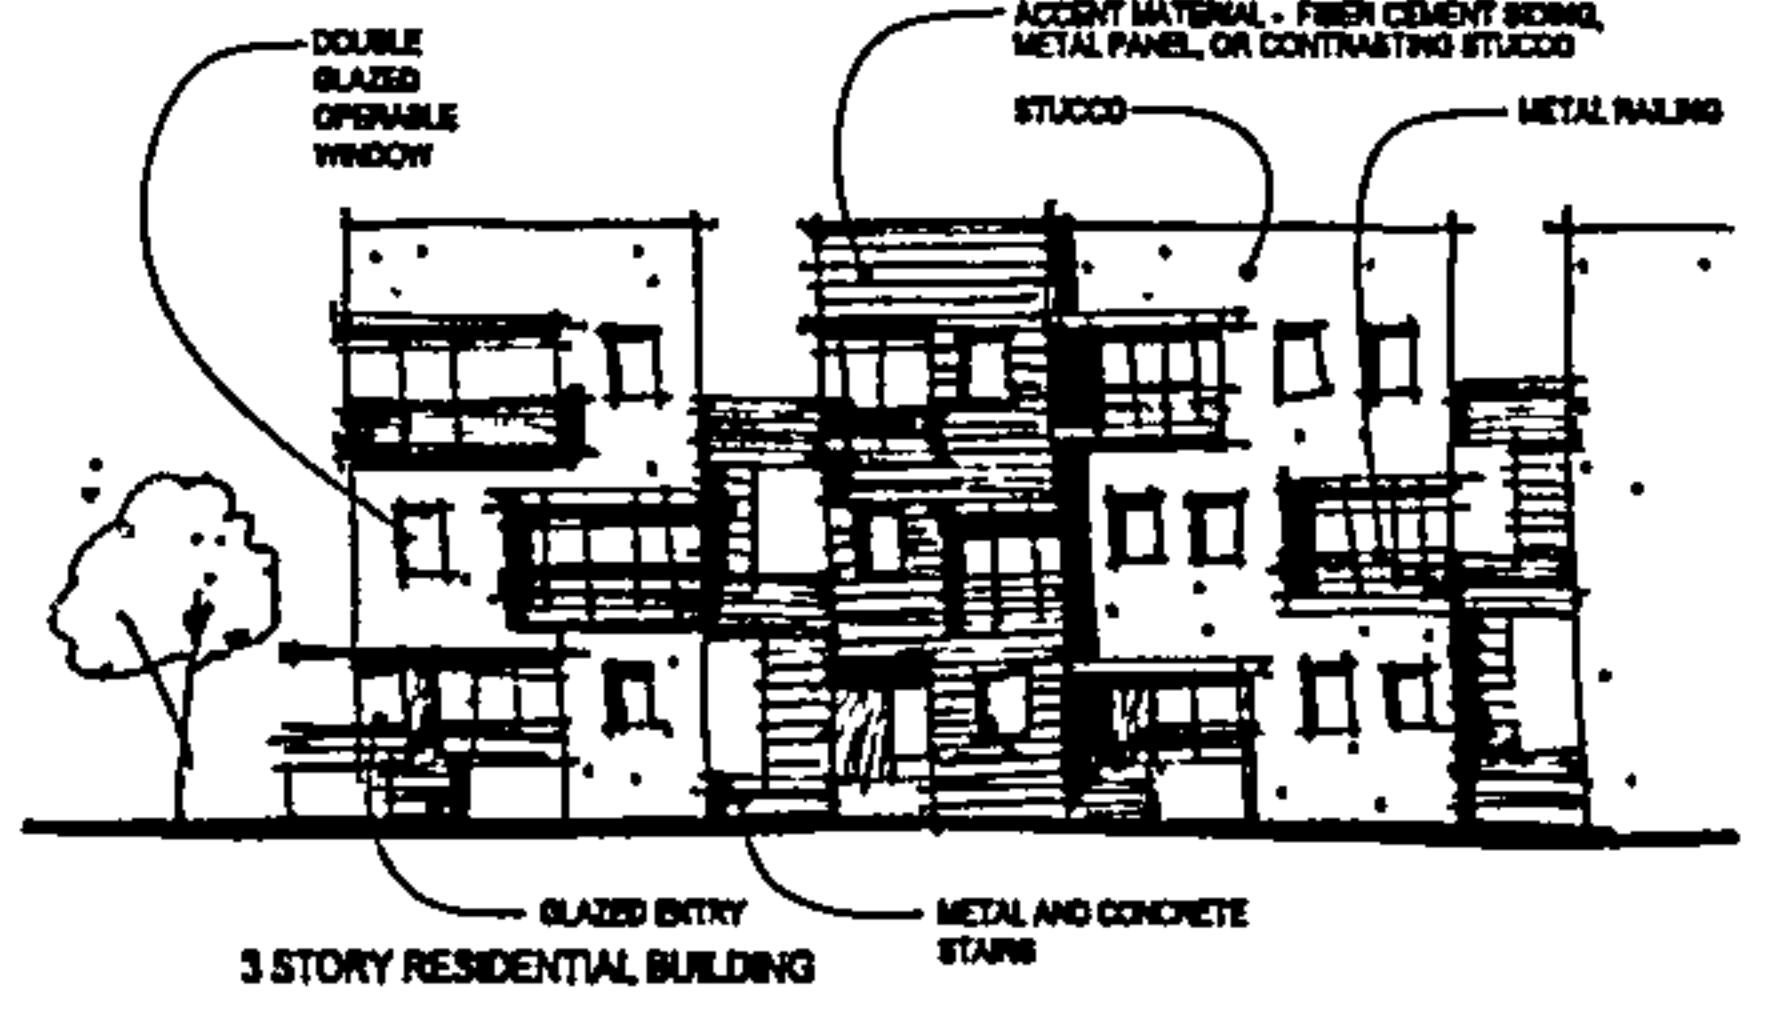 DOUBLE
GLAZED
OPERABLE
WINDOW
ACCENT MATERIAL - FIBER CEMENT SIDING,
METAL PANEL, OR CONTRASTING STUCCO
STUCCO
METAL RAILING
GLAZED ENTRY
METAL AND CONCRETE
STAIRS
3 STORY RESIDENTIAL BUILDING